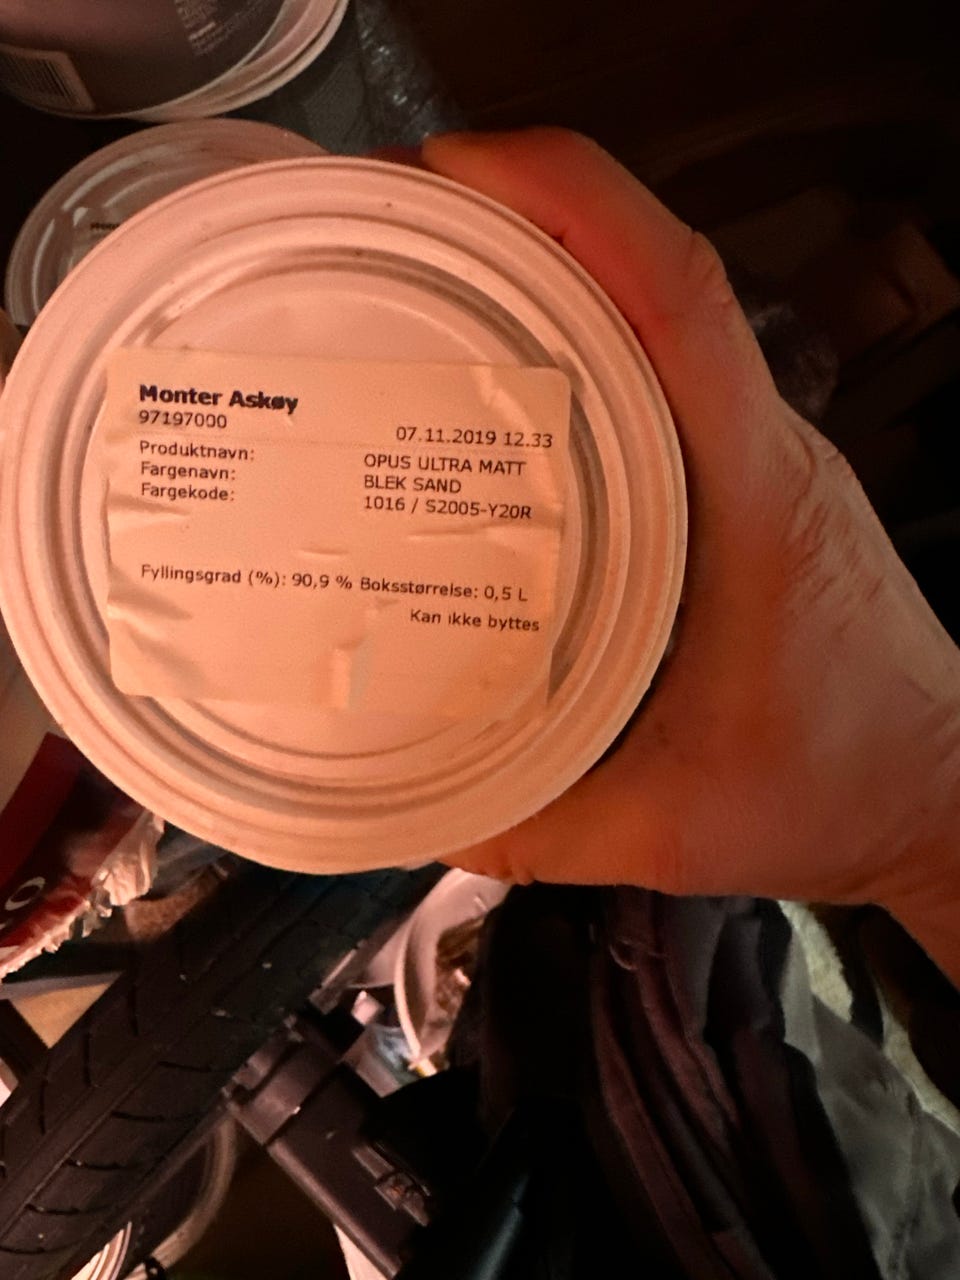 Monter Askøy
97197000
07.11.2019 12.33
Produktnavn: OPUS ULTRA MATT
Fargenavn: BLEK SAND
Fargekode: 1016 / S2005-Y20R
Fyllingsgrad (%): 90,9 % Boksstørrelse: 0,5 L
Kan ikke byttes